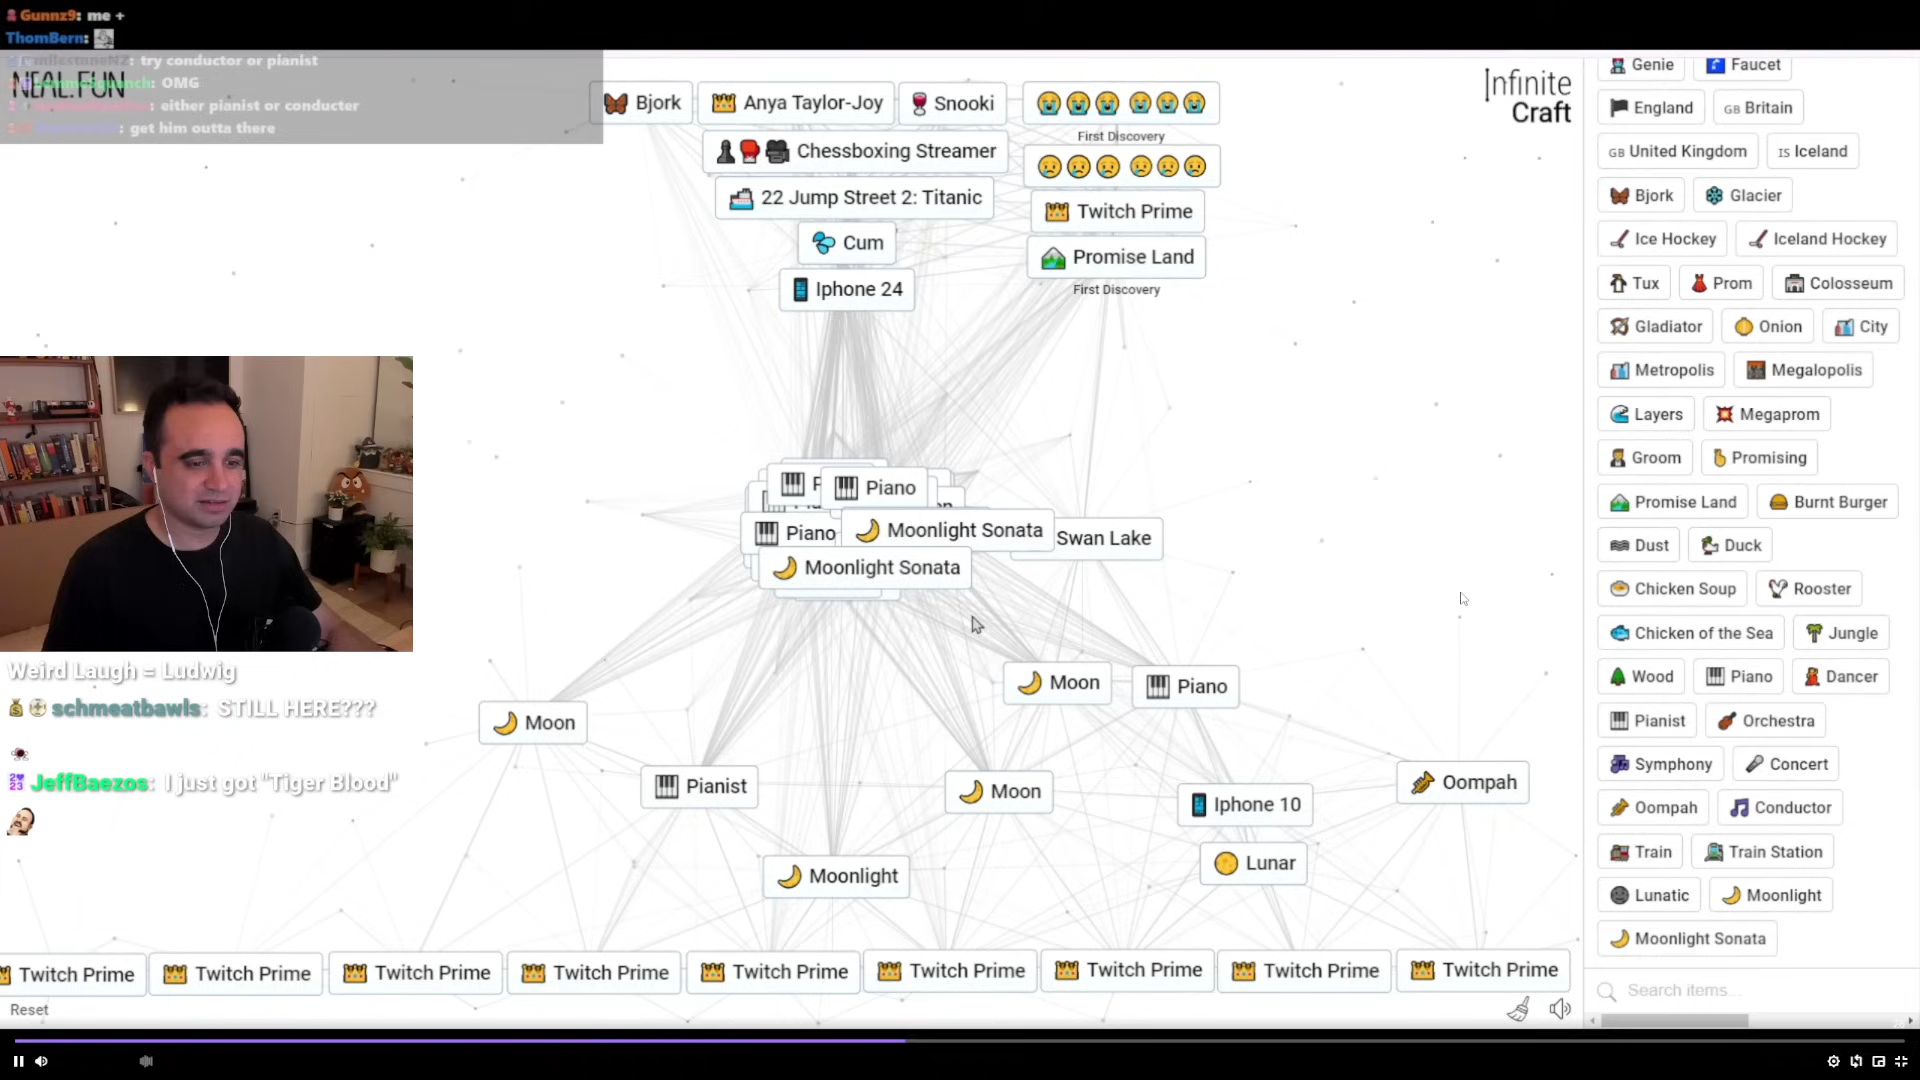 Gunnz9: me +
ThomBern:
NEAL.FUN
: try conductor or pianist
: OMG
: either pianist or conducter
: get him outta there
Bjork
Anya Taylor-Joy
Snooki
First Discovery
Chessboxing Streamer
22 Jump Street 2: Titanic
Twitch Prime
Cum
Promise Land
First Discovery
Iphone 24
Infinite
Craft
Piano
Piano
Moonlight Sonata
Swan Lake
Moonlight Sonata
Moon
Moon
Piano
Pianist
Moon
Iphone 10
Oompah
Lunar
Moonlight
Twitch Prime
Twitch Prime
Twitch Prime
Twitch Prime
Twitch Prime
Twitch Prime
Twitch Prime
Twitch Prime
Twitch Prime
Reset
Weird Laugh = Ludwig
schmeatbawls: STILL HERE???
JeffBaezos: I just got "Tiger Blood"
Genie
Faucet
England
GB Britain
GB United Kingdom
IS Iceland
Bjork
Glacier
Ice Hockey
Iceland Hockey
Tux
Prom
Colosseum
Gladiator
Onion
City
Metropolis
Megalopolis
Layers
Megaprom
Groom
Promising
Promise Land
Burnt Burger
Dust
Duck
Chicken Soup
Rooster
Chicken of the Sea
Jungle
Wood
Piano
Dancer
Pianist
Orchestra
Symphony
Concert
Oompah
Conductor
Train
Train Station
Lunatic
Moonlight
Moonlight Sonata
Search items...